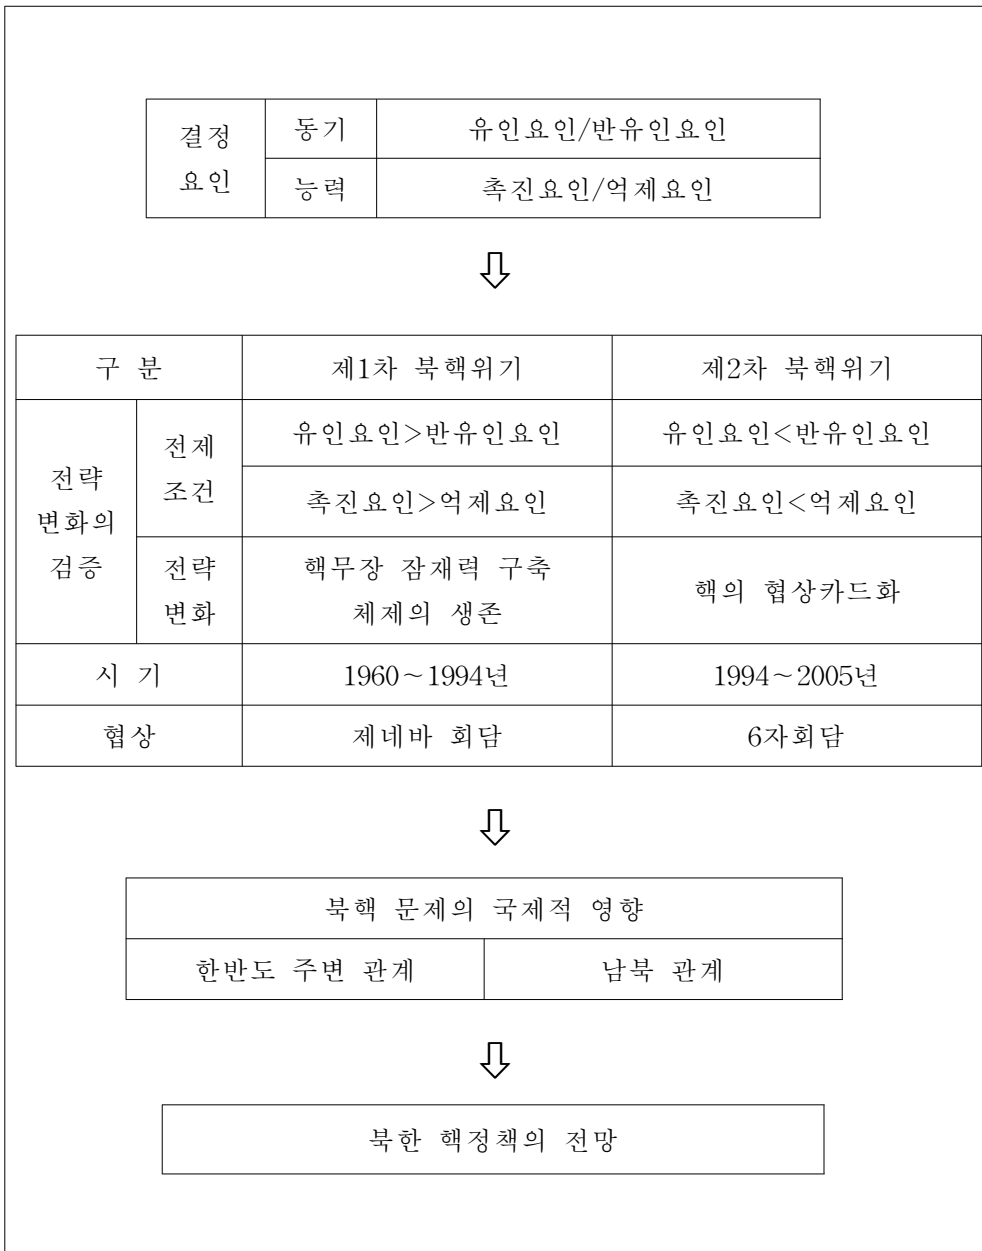 결정
요인
동기
유인요인/반유인요인
능력
촉진요인/억제요인
구 분
제1차 북핵위기
제2차 북핵위기
전략
변화의
검증
전제
조건
유인요인>반유인요인
유인요인<반유인요인
촉진요인>억제요인
촉진요인<억제요인
전략
변화
핵무장 잠재력 구축
체제의 생존
핵의 협상카드화
시 기
1960～1994년
1994～2005년
협상
제네바 회담
6자회담
북핵 문제의 국제적 영향
한반도 주변 관계
남북 관계
북한 핵정책의 전망